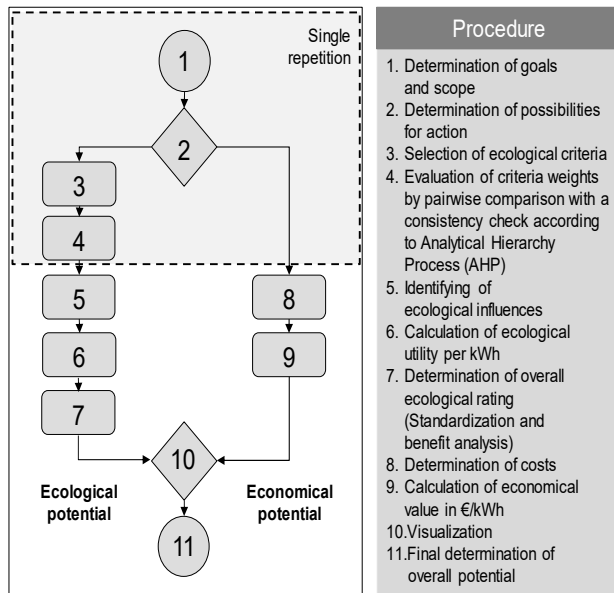 Single
repetition
1
2
3
4
5
6
7
8
9
10
11
Ecological
potential
Economical
potential
Procedure
1. Determination of goals
and scope
2. Determination of possibilities
for action
3. Selection of ecological criteria
4. Evaluation of criteria weights
by pairwise comparison with a
consistency check according
to Analytical Hierarchy
Process (AHP)
5. Identifying of
ecological influences
6. Calculation of ecological
utility per kWh
7. Determination of overall
ecological rating
(Standardization and
benefit analysis)
8. Determination of costs
9. Calculation of economical
value in €/kWh
10.Visualization
11.Final determination of
overall potential